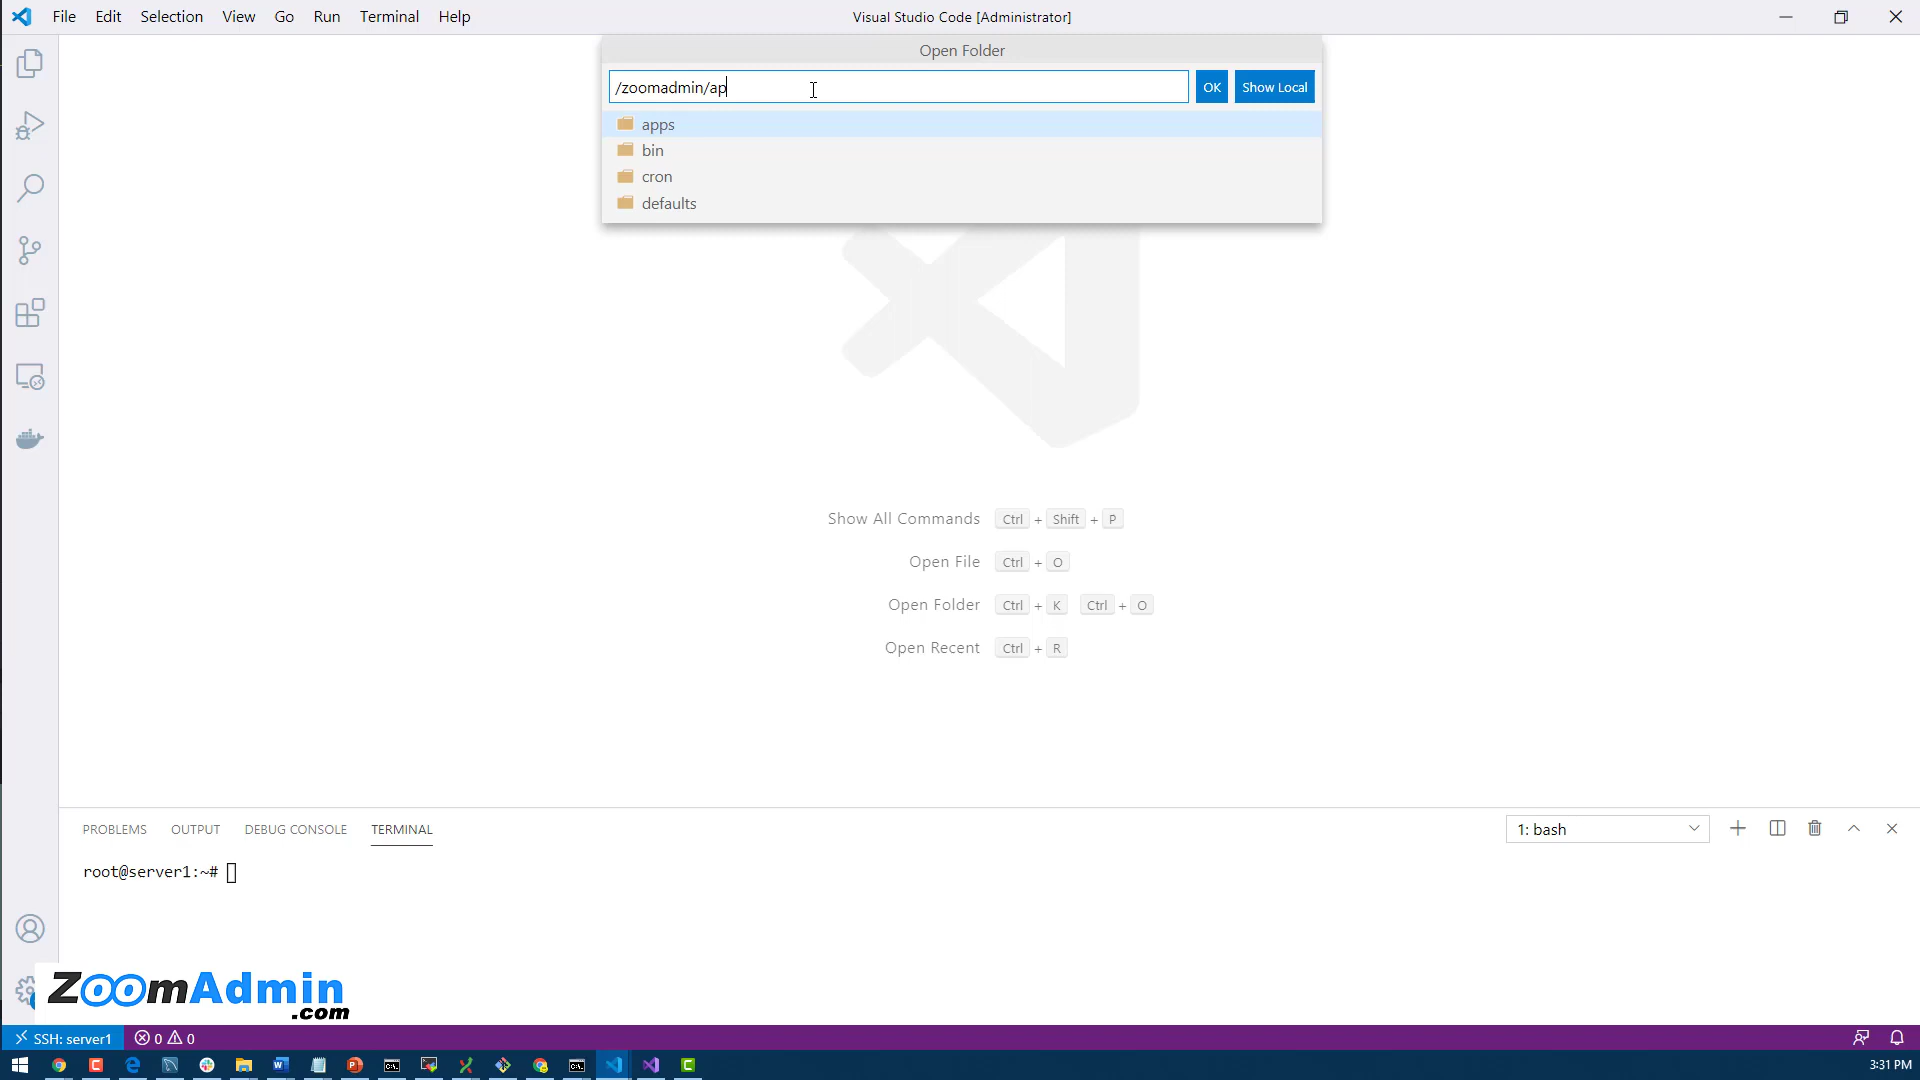 File Edit Selection View Go Run Terminal Help
Visual Studio Code [Administrator]
Open Folder
/zoomadmin/ap
OK
Show Local
apps
bin
cron
defaults
Show All Commands Ctrl + Shift + P
Open File Ctrl + O
Open Folder Ctrl + K Ctrl + O
Open Recent Ctrl + R
PROBLEMS OUTPUT DEBUG CONSOLE TERMINAL
1: bash
root@server1:~#
ZoomAdmin
.com
SSH: server1 0 0
3:31 PM